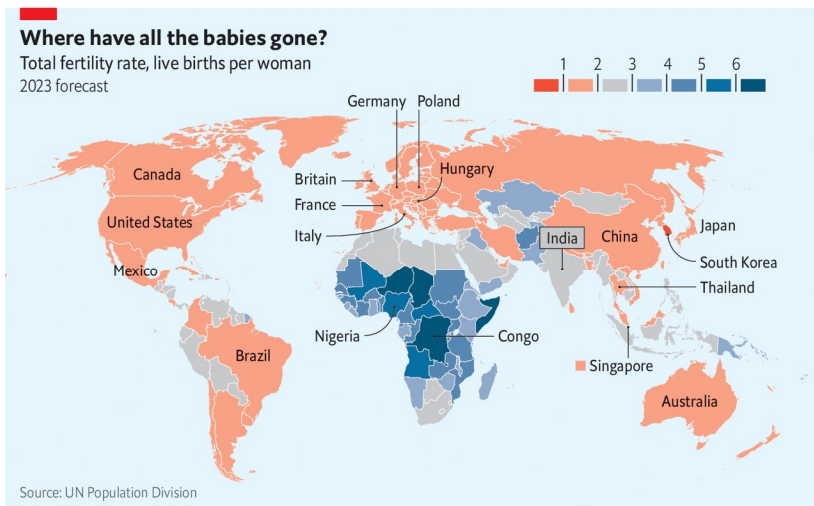 Where have all the babies gone?
Total fertility rate, live births per woman
2023 forecast
1 2 3 4 5 6
Germany Poland
Canada
Hungary
Britain
United States
France
Italy
India
China
Japan
Mexico
South Korea
Thailand
Nigeria
Congo
Brazil
Singapore
Australia
Source: UN Population Division